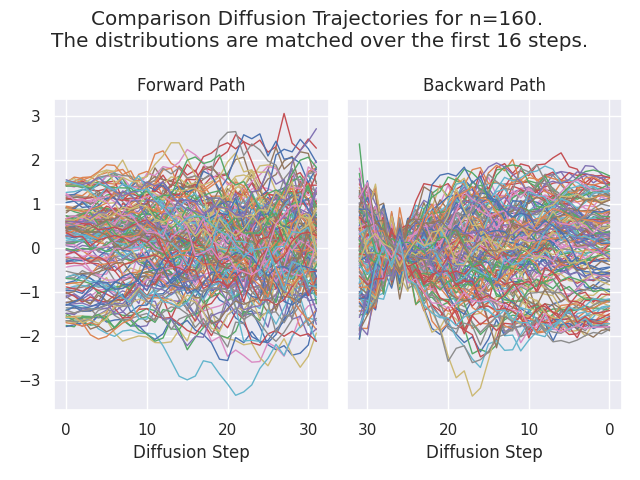 Comparison Diffusion Trajectories for n=160.
The distributions are matched over the first 16 steps.
Forward Path
Backward Path
3
2
1
0
−1
−2
−3
0 10 20 30
30 20 10 0
Diffusion Step
Diffusion Step